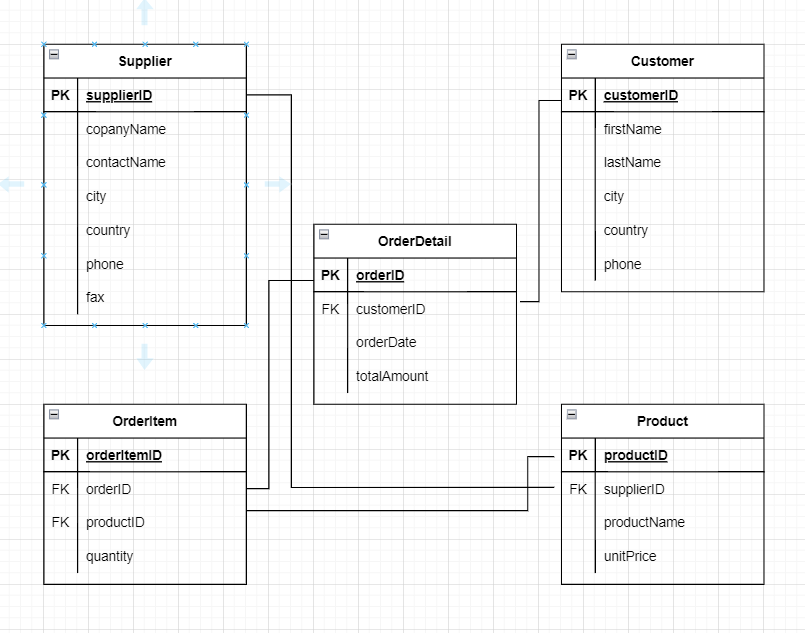 Supplier
PK supplierID
copanyName
contactName
city
country
phone
fax
Customer
PK customerID
firstName
lastName
city
country
phone
OrderDetail
PK orderID
FK customerID
orderDate
totalAmount
OrderItem
PK orderItemID
FK orderID
FK productID
quantity
Product
PK productID
FK supplierID
productName
unitPrice